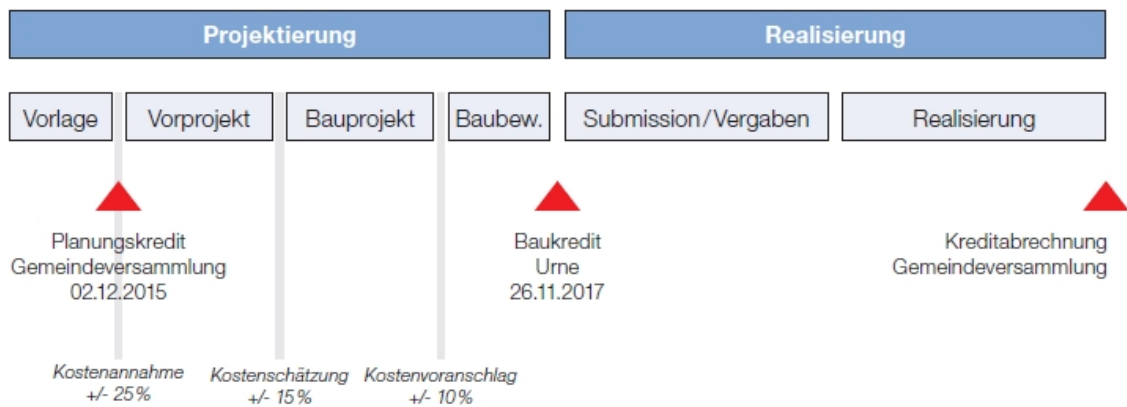 Projektierung
Realisierung
Vorlage
Vorprojekt
Bauprojekt
Baubew.
Submission/Vergaben
Realisierung
Planungskredit
Gemeindeversammlung
02.12.2015
Baukredit
Urne
26.11.2017
Kreditabrechnung
Gemeindeversammlung
Kostenannahme
+/- 25%
Kostenschätzung
+/- 15%
Kostenvoranschlag
+/- 10%